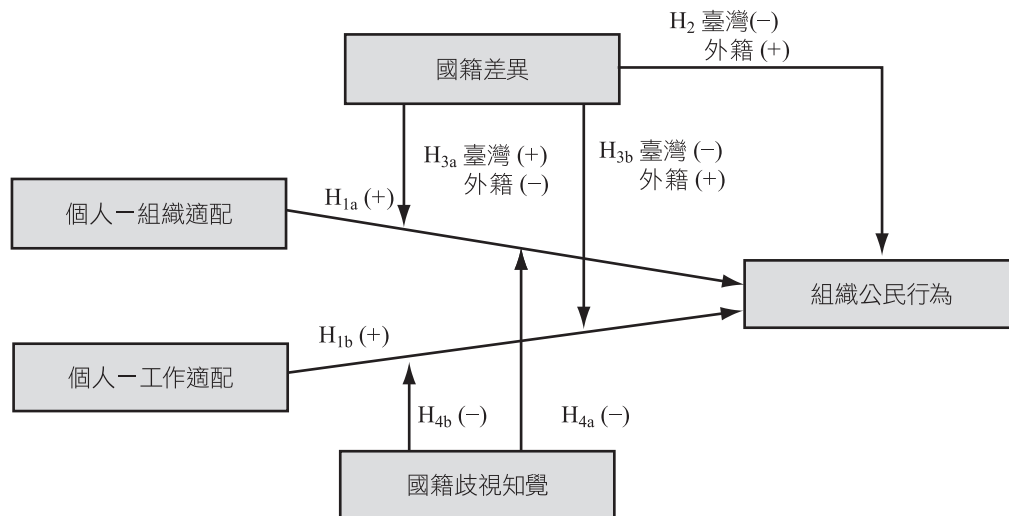 H2 臺灣(−)
外籍 (+)
國籍差異
H3a 臺灣 (+)
外籍 (−)
H3b 臺灣 (−)
外籍 (+)
H1a (+)
個人－組織適配
組織公民行為
H1b (+)
個人－工作適配
H4b (−)
H4a (−)
國籍歧視知覺